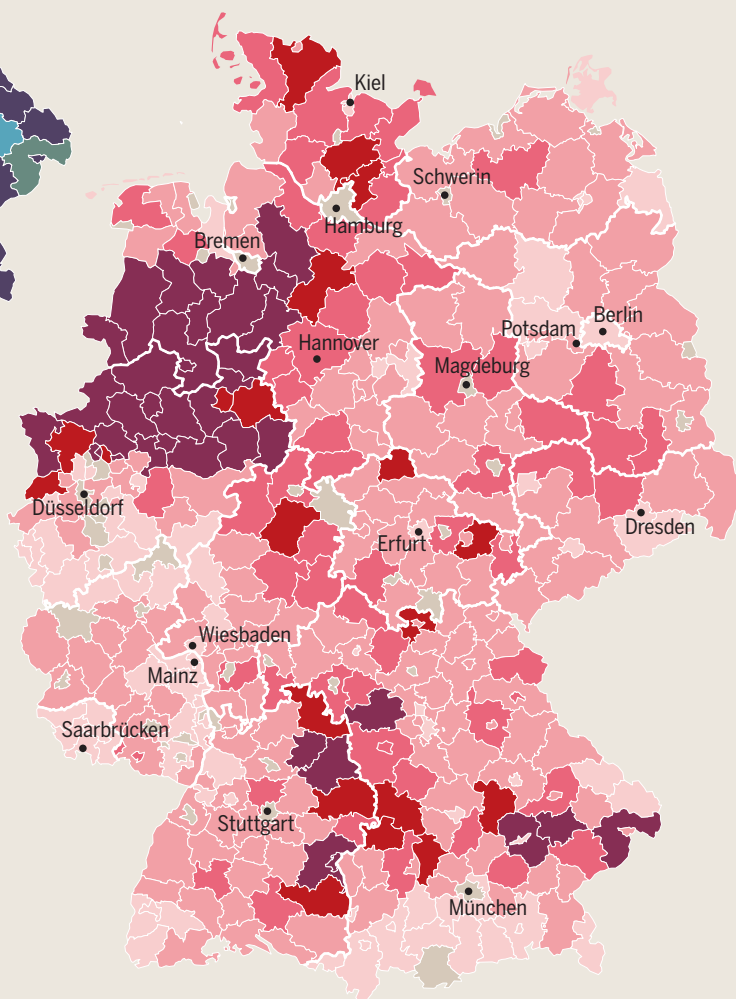 Kiel
Schwerin
Hamburg
Bremen
Berlin
Potsdam
Hannover
Magdeburg
Düsseldorf
Dresden
Erfurt
Wiesbaden
Mainz
Saarbrücken
Stuttgart
München